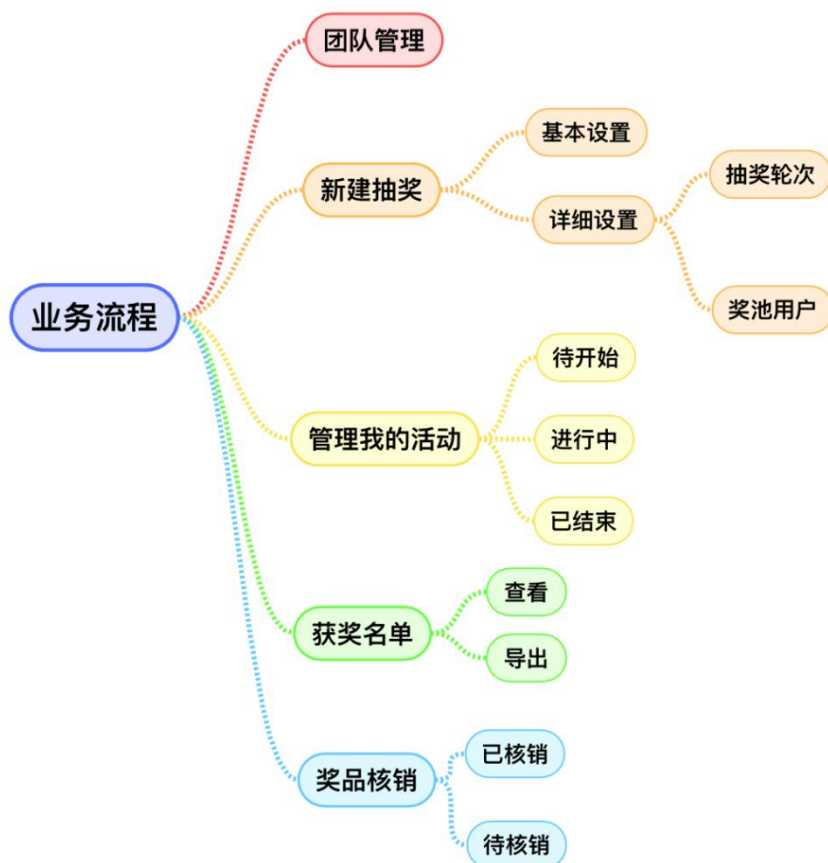 团队管理
基本设置
抽奖轮次
新建抽奖
详细设置
奖池用户
业务流程
待开始
管理我的活动
进行中
已结束
查看
获奖名单
导出
已核销
奖品核销
待核销